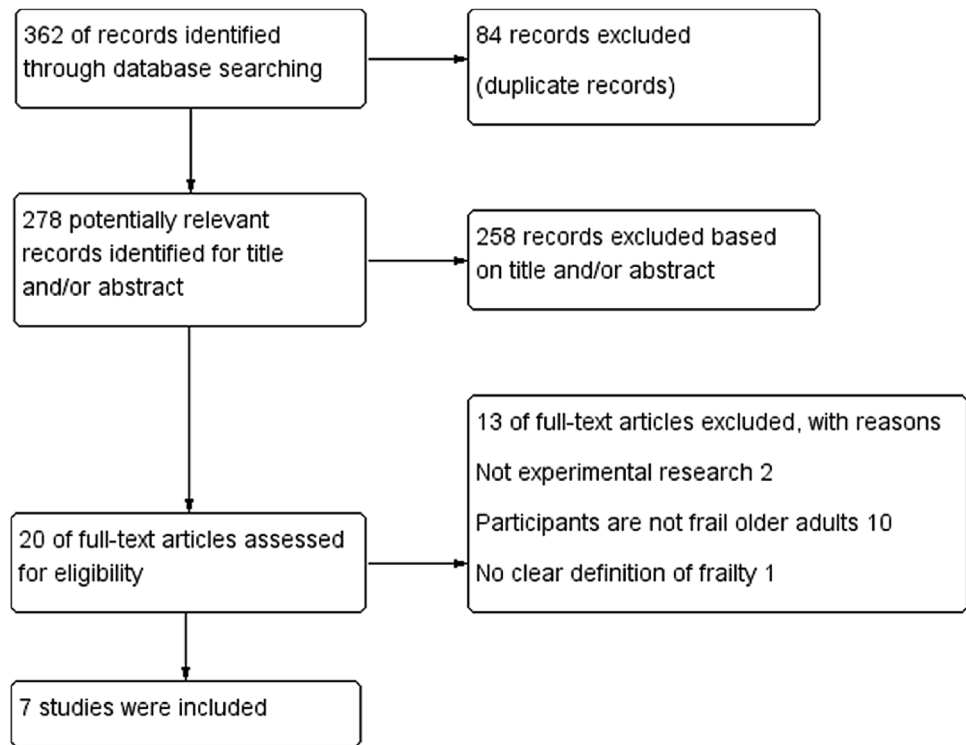 362 of records identified
through database searching
84 records excluded
(duplicate records)
278 potentially relevant
records identified for title
and/or abstract
258 records excluded based
on title and/or abstract
13 of full-text articles excluded, with reasons
Not experimental research 2
Participants are not frail older adults 10
No clear definition of frailty 1
20 of full-text articles assessed
for eligibility
7 studies were included